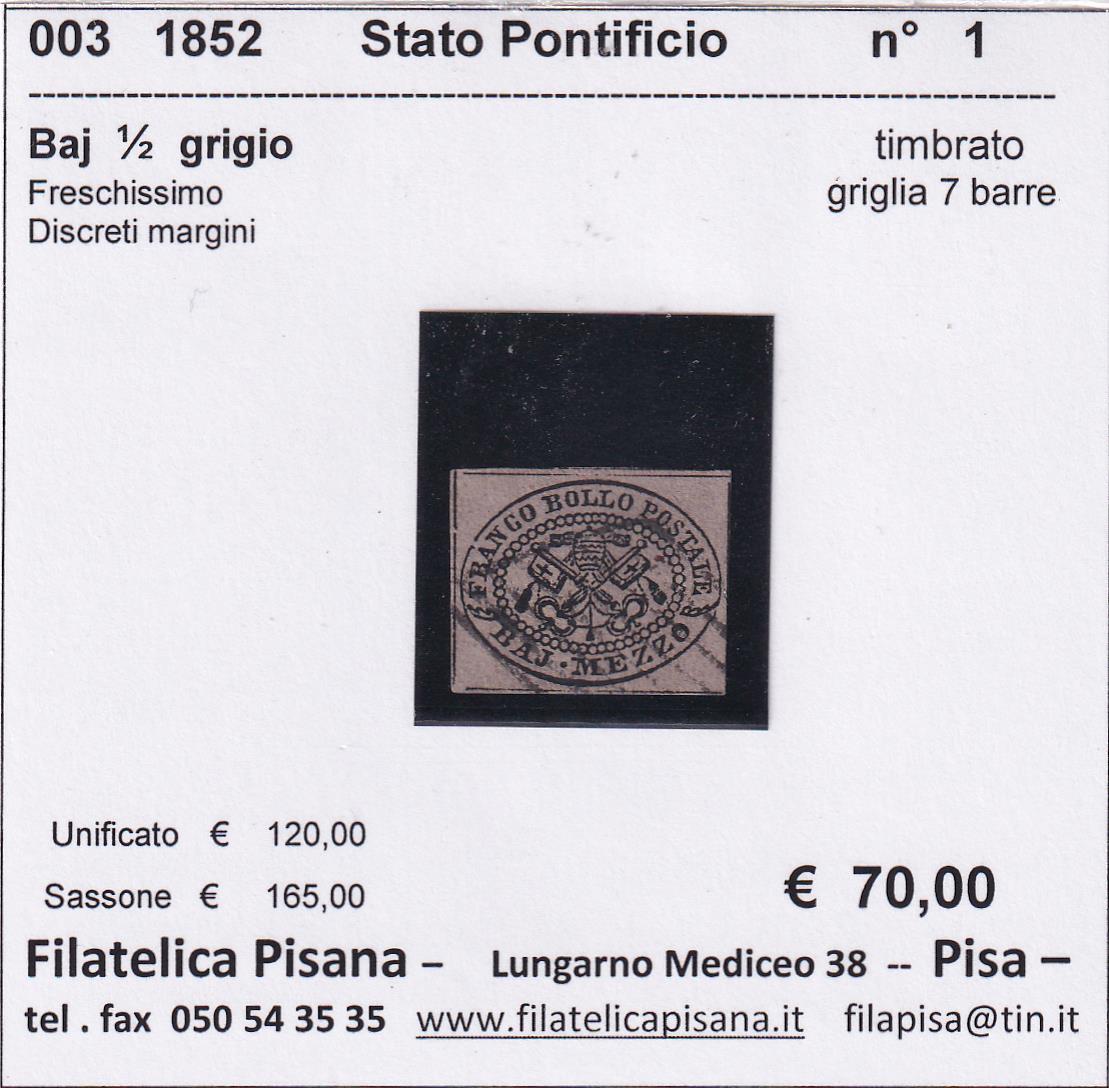 003 1852 Stato Pontificio n° 1
Baj ½ grigio timbrato
Freschissimo griglia 7 barre
Discreti margini
FRANCO BOLLO POSTALE
BAJ · MEZZO
Unificato € 120,00
Sassone € 165,00
€ 70,00
Filatelica Pisana – Lungarno Mediceo 38 -- Pisa –
tel . fax 050 54 35 35 www.filatelicapisana.it filapisa@tin.it